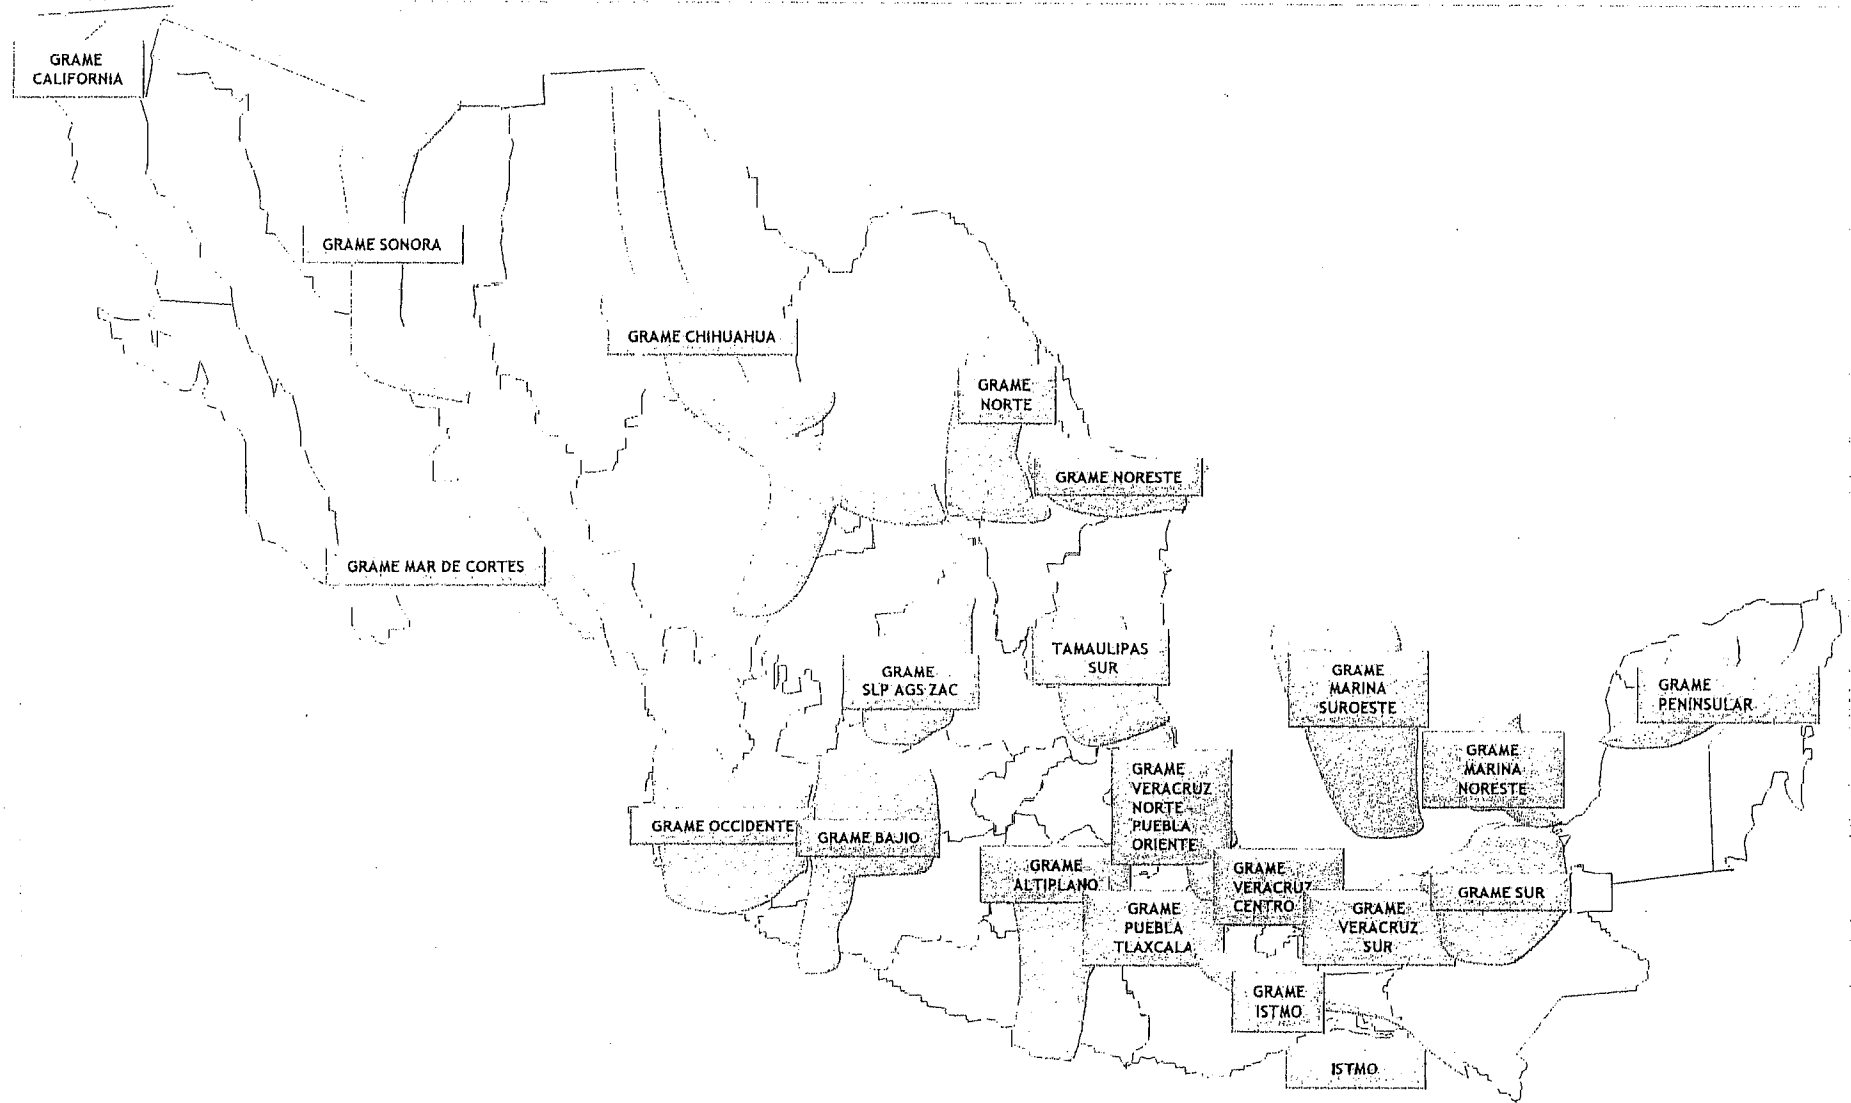 GRAME
CALIFORNIA
GRAME SONORA
GRAME CHIHUAHUA
GRAME
NORTE
GRAME NORESTE
GRAME MAR DE CORTES
TAMAULIPAS
SUR
GRAME
SLP AGS ZAC
GRAME
MARINA
SUROESTE
GRAME
PENINSULAR
GRAME
MARINA
NORESTE
GRAME
VERACRUZ
NORTE
PUEBLA
ORIENTE
GRAME OCCIDENTE
GRAME BAJIO
GRAME
ALTIPLANO
GRAME
VERACRUZ
CENTRO
GRAME SUR
GRAME
PUEBLA
TLAXCALA
GRAME
VERACRUZ
SUR
GRAME
ISTMO
ISTMO